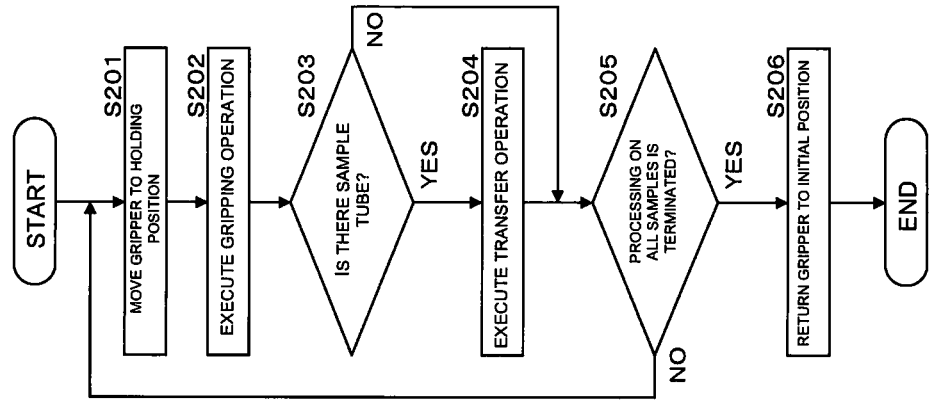 START
S201
MOVE GRIPPER TO HOLDING
POSITION
S202
EXECUTE GRIPPING OPERATION
S203
IS THERE SAMPLE
TUBE?
NO
YES
S204
EXECUTE TRANSFER OPERATION
S205
PROCESSING ON
ALL SAMPLES IS
TERMINATED?
NO
YES
S206
RETURN GRIPPER TO INITIAL POSITION
END